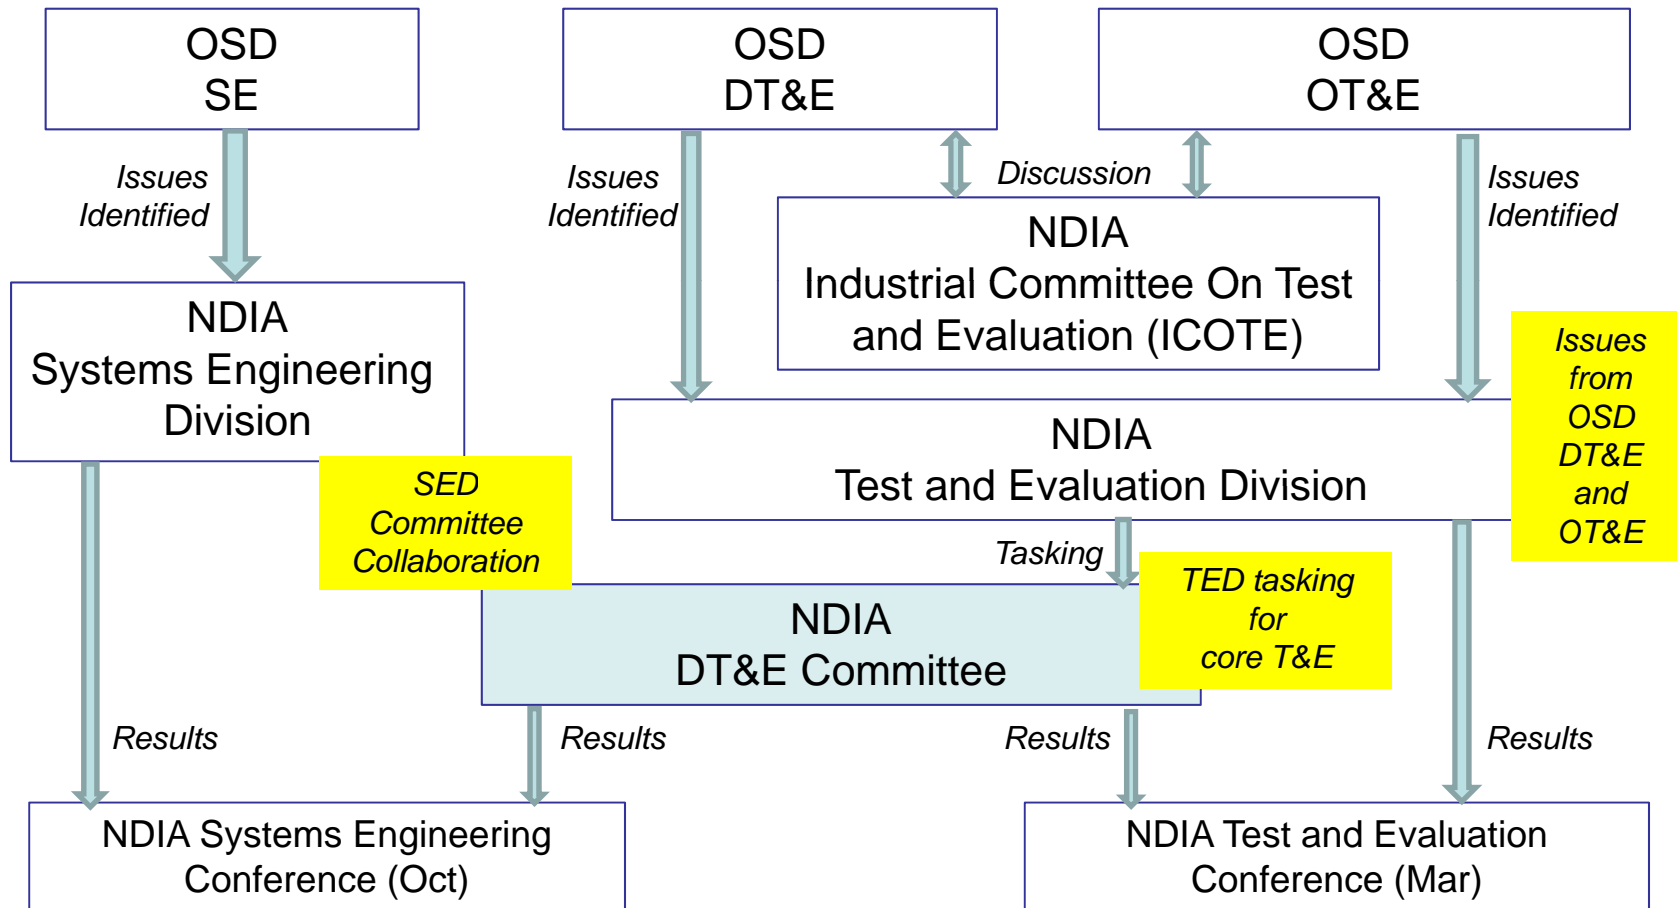 OSD
SE
OSD
DT&E
OSD
OT&E
Issues
Identified
Issues
Identified
Discussion
Issues
Identified
NDIA
Industrial Committee On Test
and Evaluation (ICOTE)
NDIA
Systems Engineering
Division
Issues
from
OSD
DT&E
and
OT&E
NDIA
Test and Evaluation Division
SED
Committee
Collaboration
Tasking
TED tasking
for
core T&E
NDIA
DT&E Committee
Results
Results
Results
Results
NDIA Systems Engineering
Conference (Oct)
NDIA Test and Evaluation
Conference (Mar)